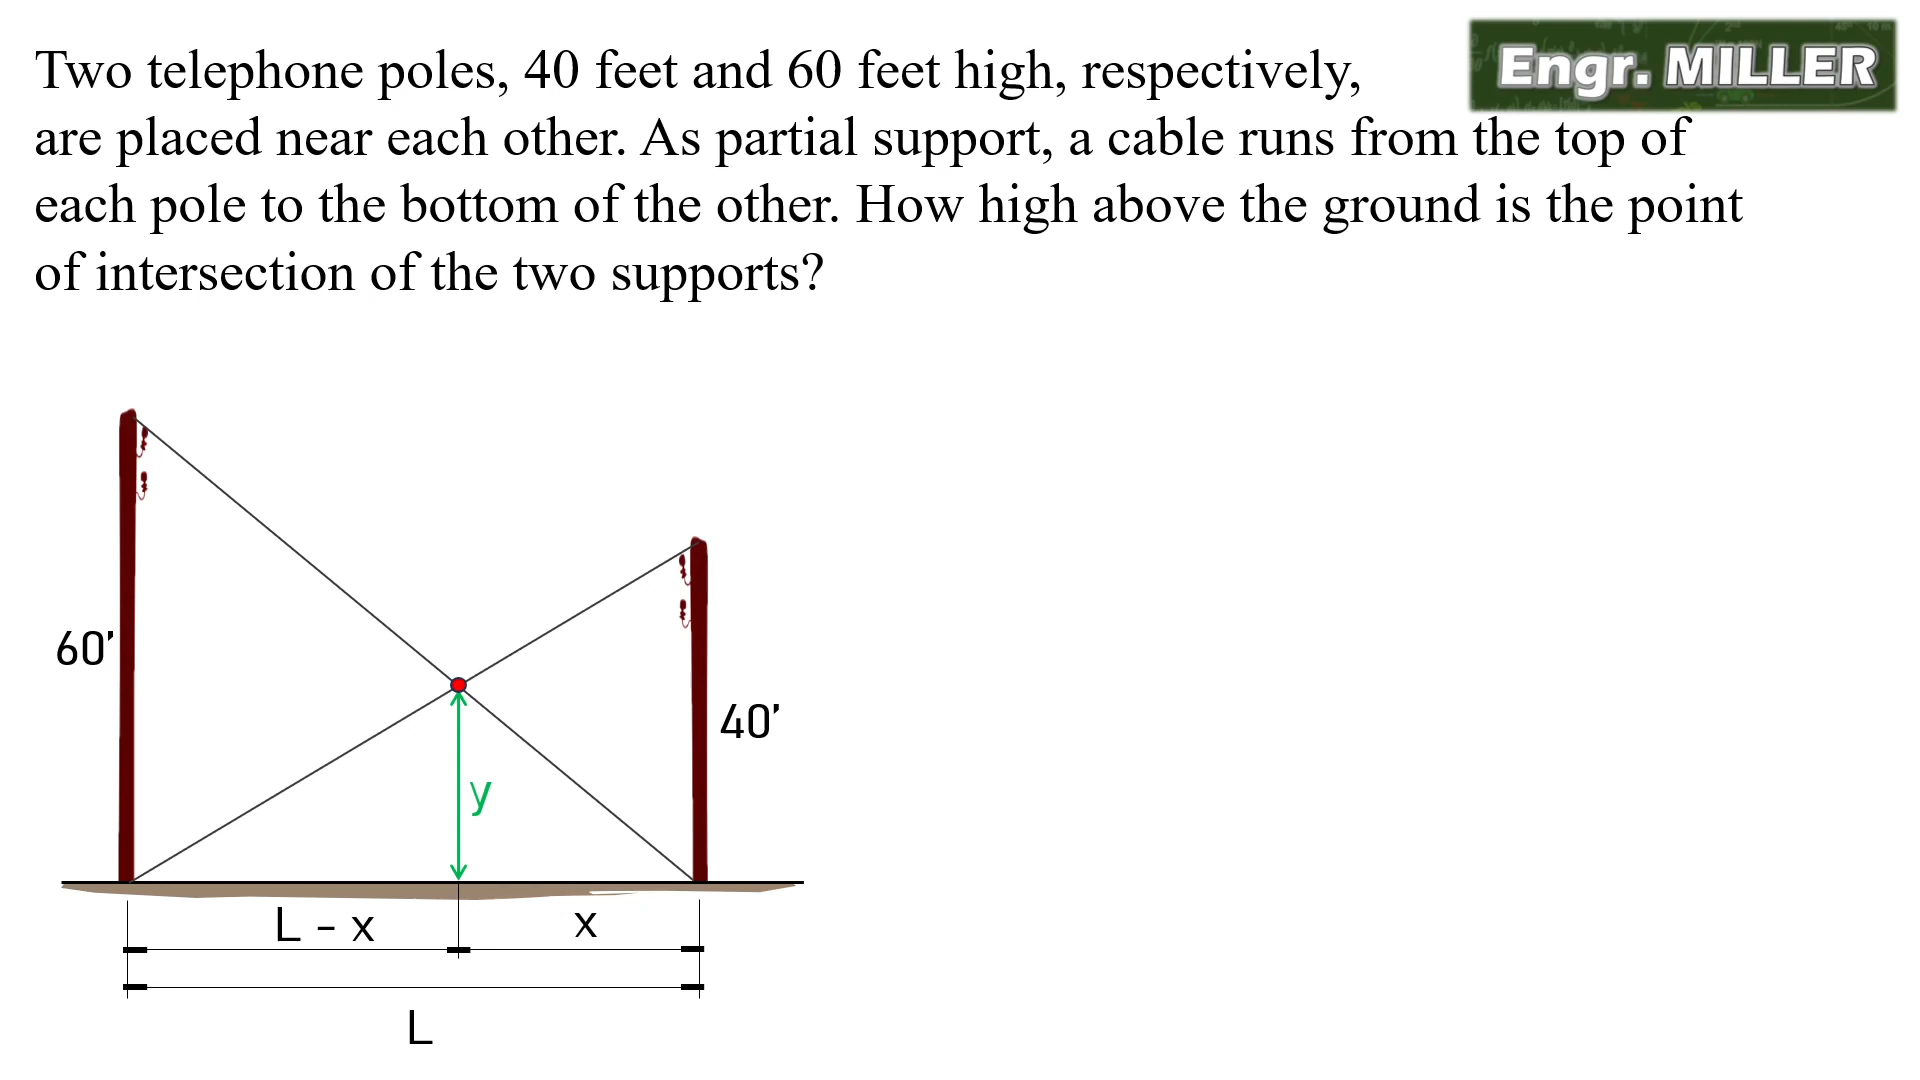 Two telephone poles, 40 feet and 60 feet high, respectively,
Engr. MILLER
are placed near each other. As partial support, a cable runs from the top of
each pole to the bottom of the other. How high above the ground is the point
of intersection of the two supports?
60'
40'
y
L - x
x
L